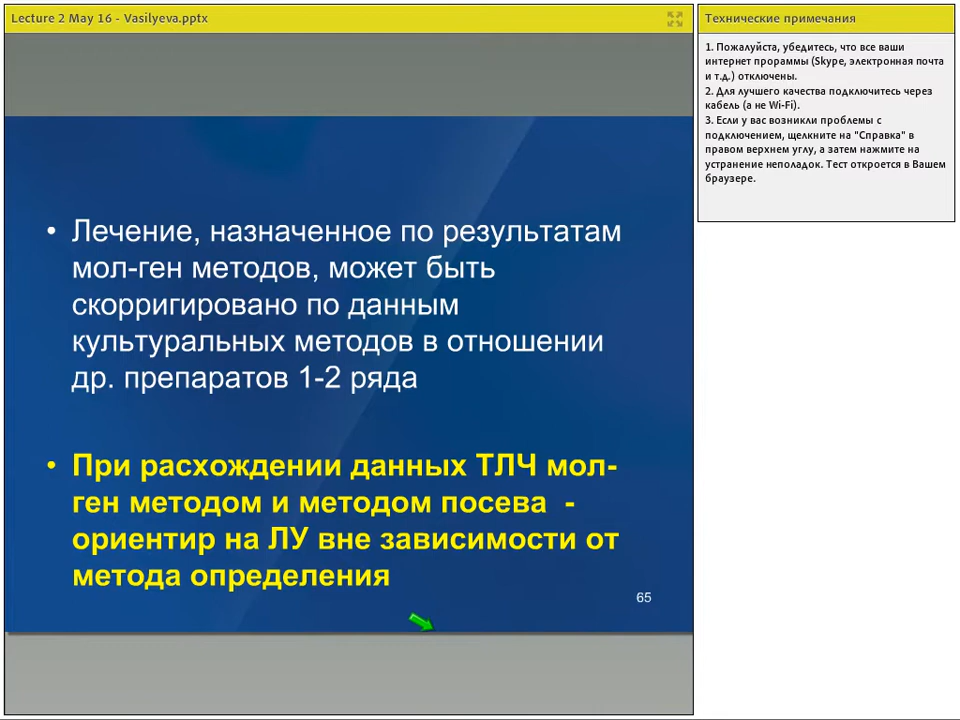 Lecture 2 May 16 - Vasilyeva.pptx
• Лечение, назначенное по результатам
мол-ген методов, может быть
скорригировано по данным
культуральных методов в отношении
др. препаратов 1-2 ряда
• При расхождении данных ТЛЧ мол-
ген методом и методом посева -
ориентир на ЛУ вне зависимости от
метода определения
65
Технические примечания
1. Пожалуйста, убедитесь, что все ваши
интернет прораммы (Skype, электронная почта
и т.д.) отключены.
2. Для лучшего качества подключитесь через
кабель (а не Wi-Fi).
3. Если у вас возникли проблемы с
подключением, щелкните на "Справка" в
правом верхнем углу, а затем нажмите на
устранение неполадок. Тест откроется в Вашем
браузере.